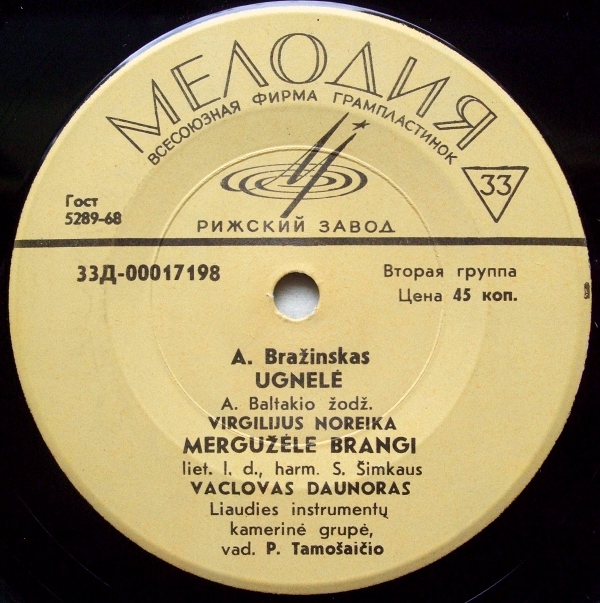 МЕЛОДИЯ
ВСЕСОЮЗНАЯ ФИРМА ГРАМПЛАСТИНОК
33
Гост
5289-68
РИЖСКИЙ ЗАВОД
33Д-00017198
Вторая группа
Цена 45 коп.
A. Bražinskas
UGNELĖ
A. Baltakio žodž.
VIRGILIJUS NOREIKA
MERGUŽĖLE BRANGI
liet. l. d., harm. S. Šimkaus
VACLOVAS DAUNORAS
Liaudies instrumentų
kamerinė grupė,
vad. P. Tamošaičio